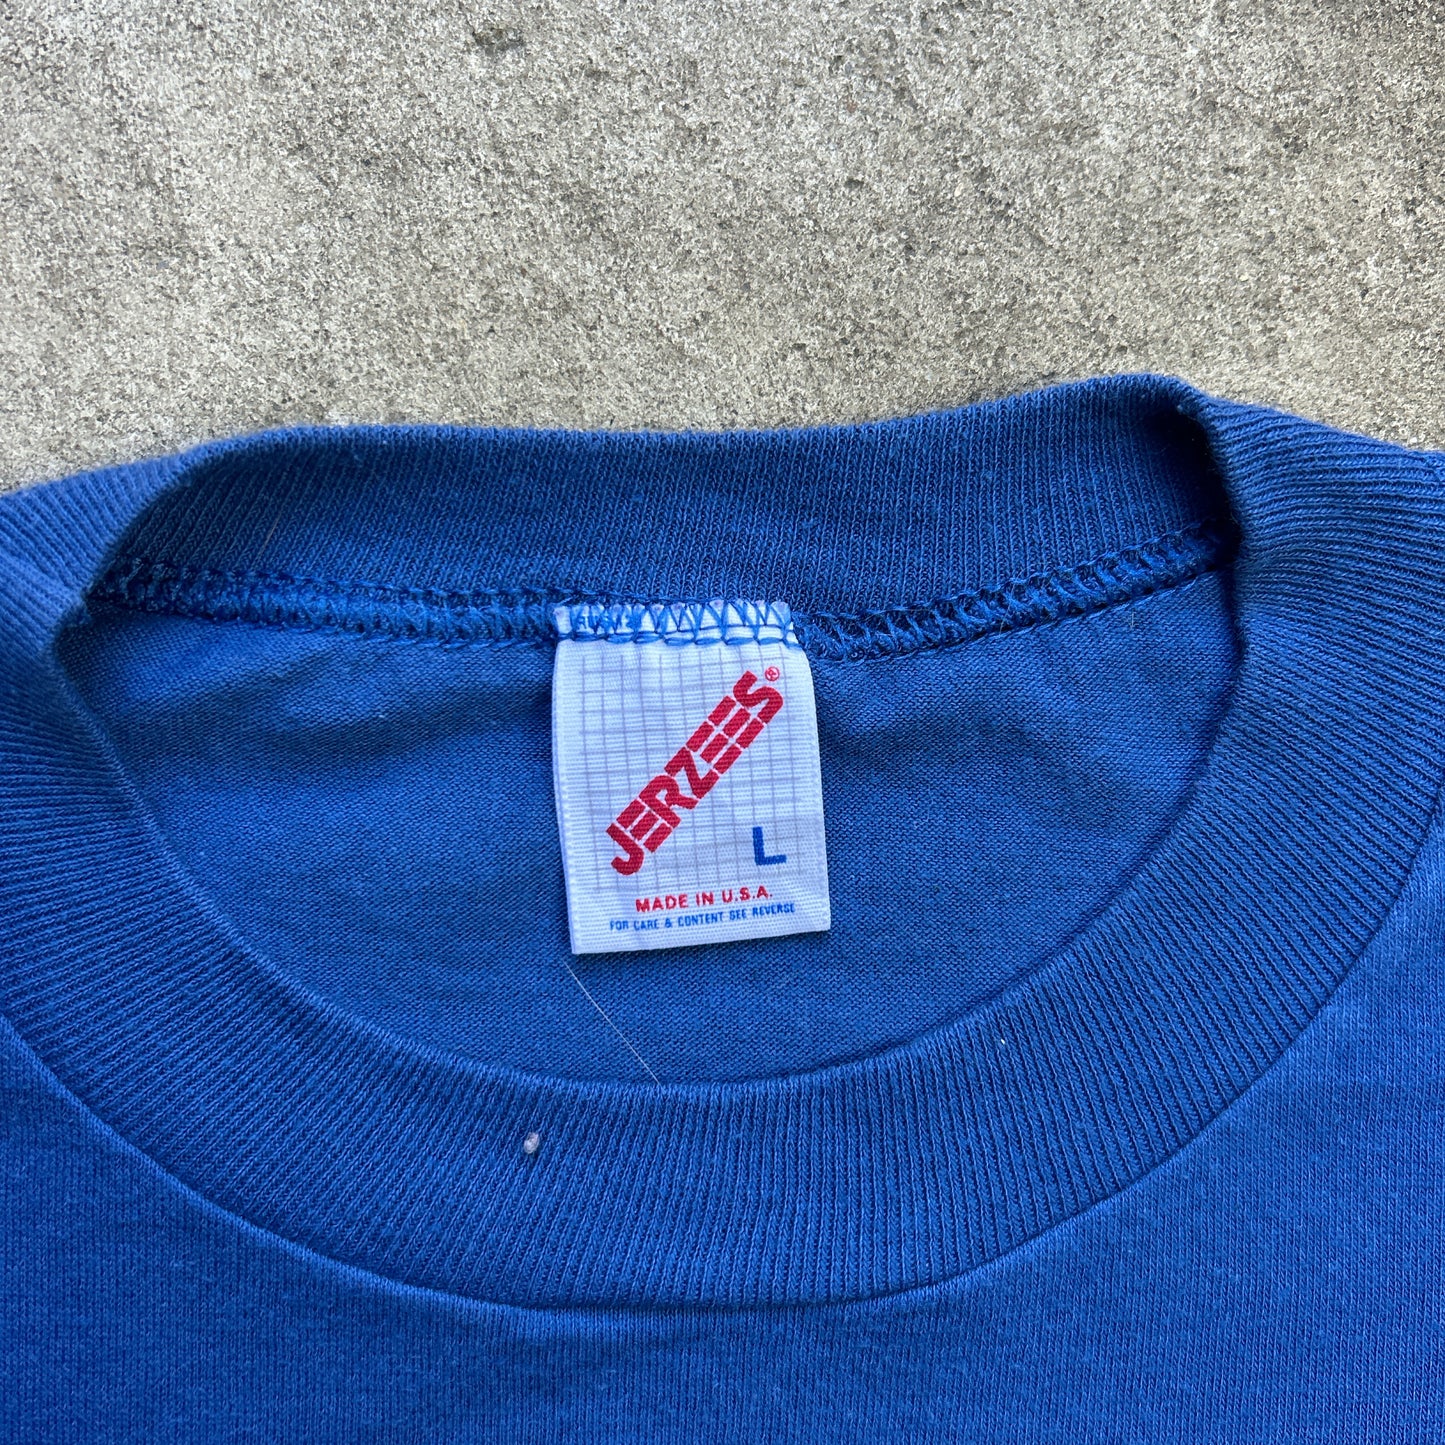 JERZEES®
L
MADE IN U.S.A.
FOR CARE & CONTENT SEE REVERSE